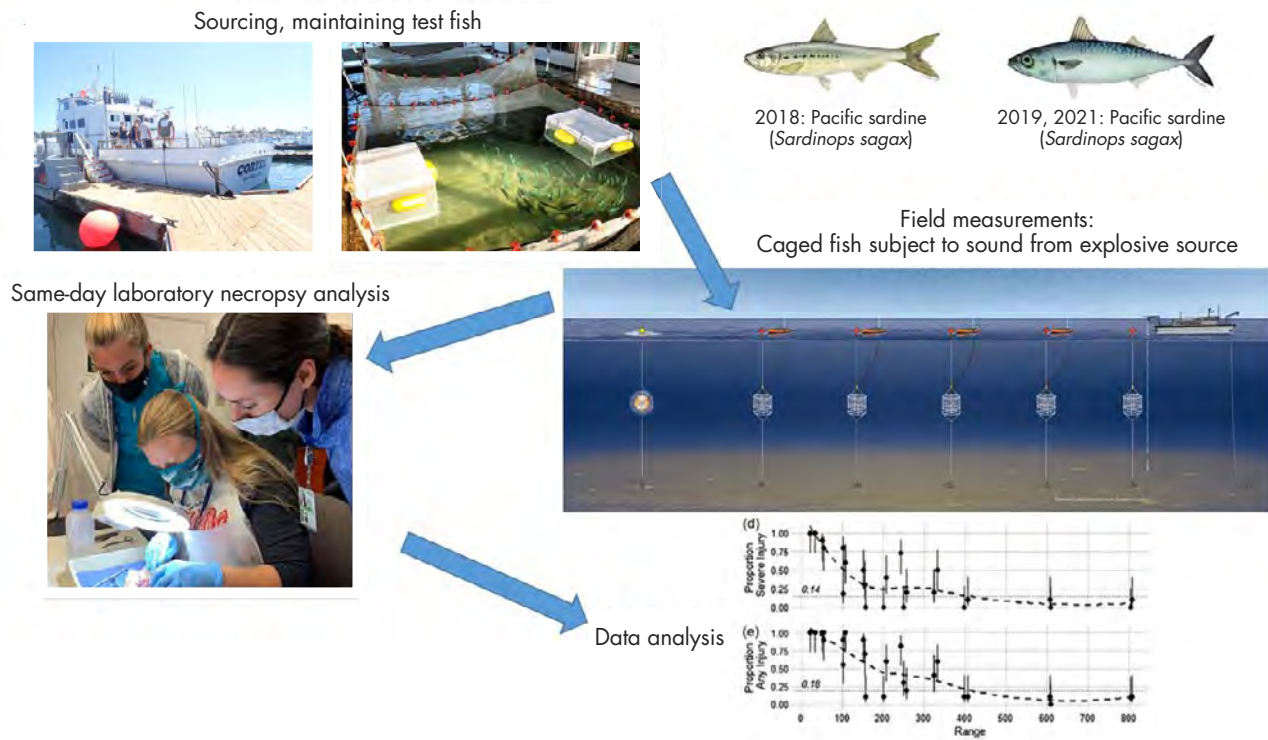 Sourcing, maintaining test fish
CORTEZ
2018: Pacific sardine
(Sardinops sagax)
2019, 2021: Pacific sardine
(Sardinops sagax)
Field measurements:
Caged fish subject to sound from explosive source
Same-day laboratory necropsy analysis
Data analysis
(d)
Proportion
Severe Injury
1.00
0.75
0.50
0.25
0.00
0.14
(e)
Proportion
Any Injury
1.00
0.75
0.50
0.25
0.00
0.18
0 100 200 300 400 500 600 700 800
Range